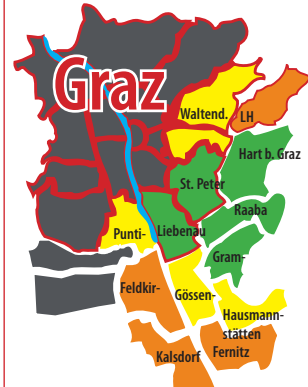 Graz
Waltend.
LH
Hart b. Graz
St. Peter
Raaba
Punti-
Liebenau
Gram-
Feldkir-
Gössen-
Hausmann-
stätten
Kalsdorf
Fernitz